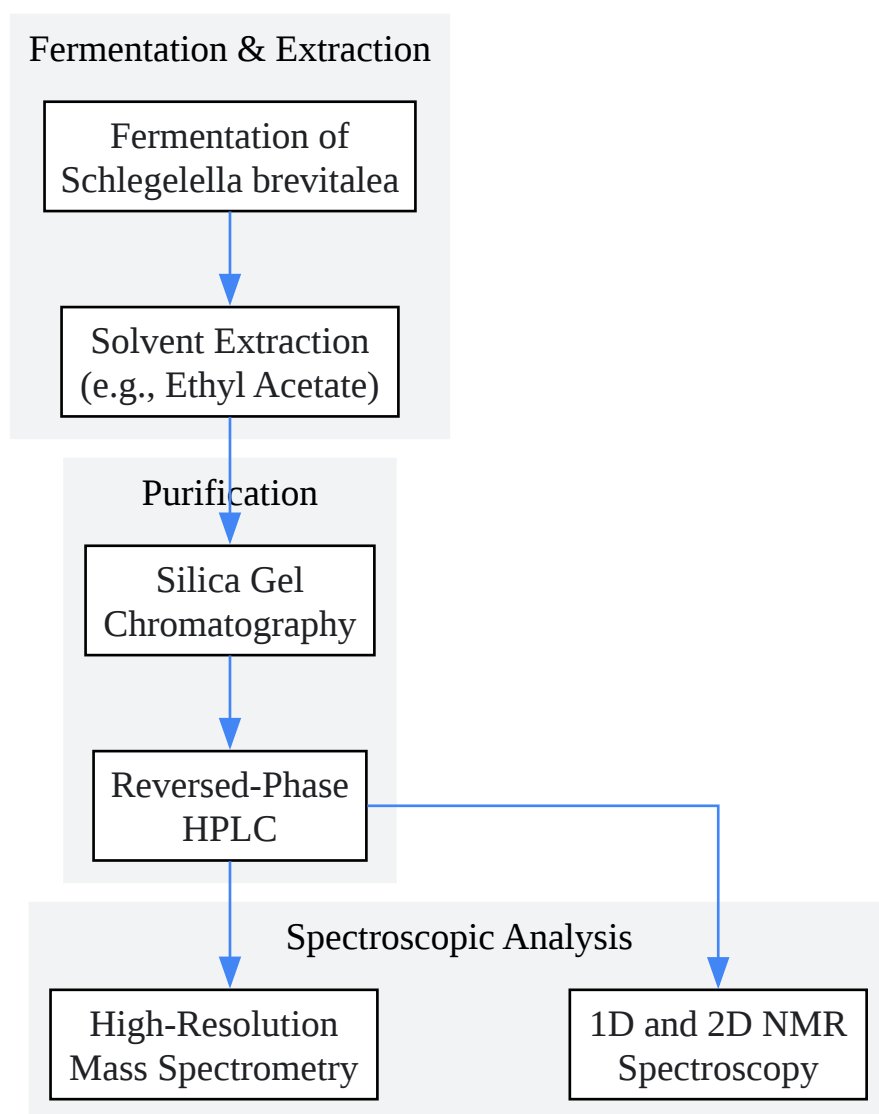 Fermentation & Extraction
Fermentation of
Schlegelella brevitalea
Solvent Extraction
(e.g., Ethyl Acetate)
Purification
Silica Gel
Chromatography
Reversed-Phase
HPLC
Spectroscopic Analysis
High-Resolution
Mass Spectrometry
1D and 2D NMR
Spectroscopy